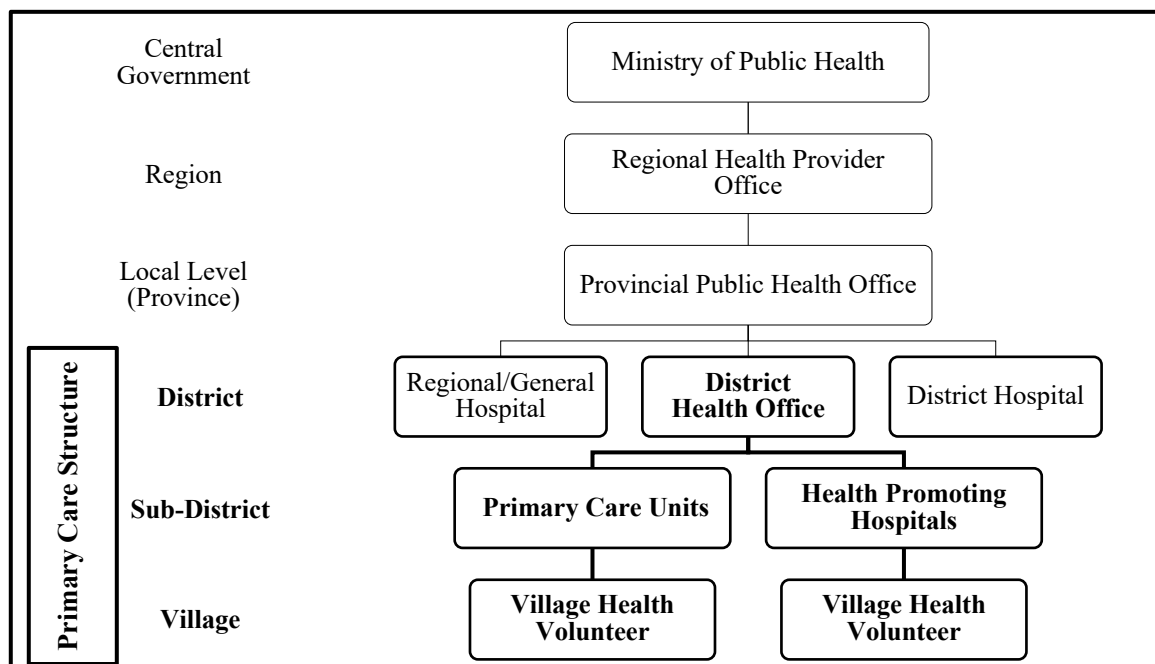 Central
Government
Ministry of Public Health
Region
Regional Health Provider
Office
Local Level
(Province)
Provincial Public Health Office
Primary Care Structure
District
Regional/General
Hospital
District
Health Office
District Hospital
Sub-District
Primary Care Units
Health Promoting
Hospitals
Village
Village Health
Volunteer
Village Health
Volunteer